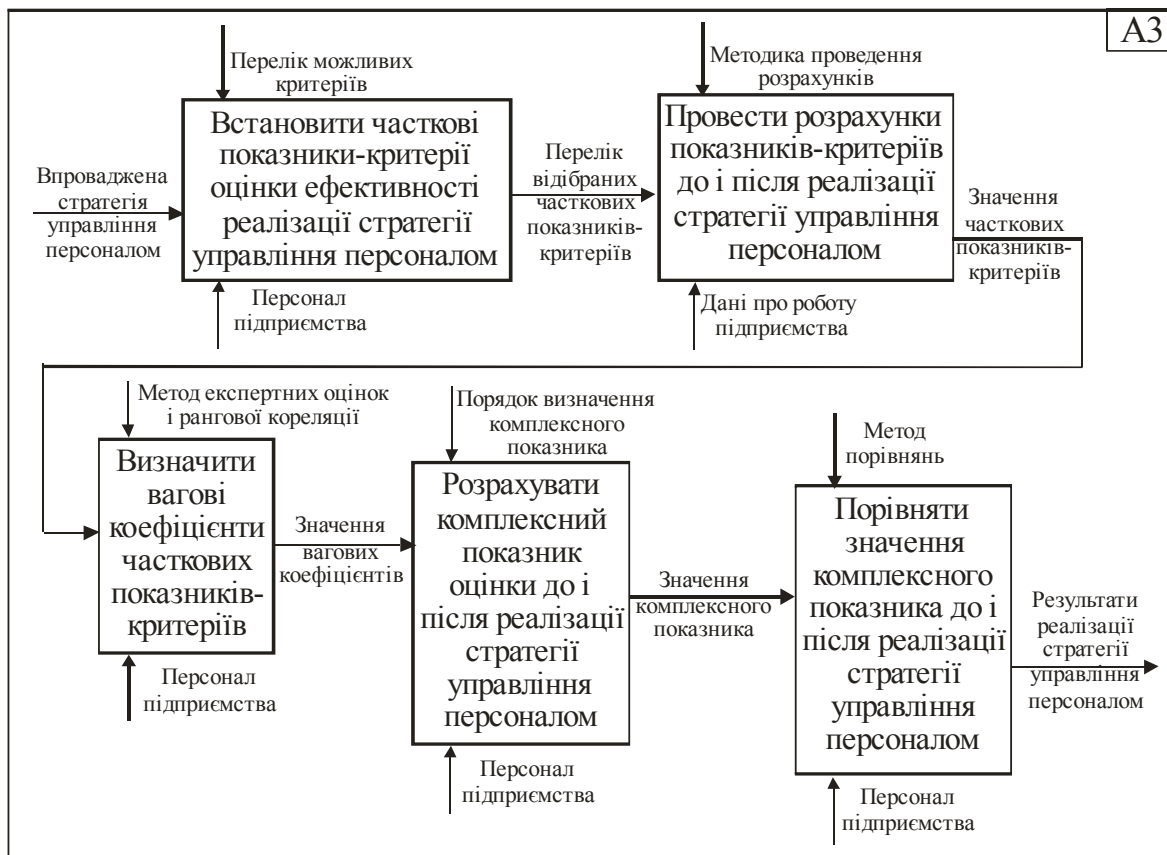 А3
Перелік можливих
критеріїв
Методика проведення
розрахунків
Впроваджена
стратегія
управління
персоналом
Встановити часткові
показники-критерії
оцінки ефективності
реалізації стратегії
управління персоналом
Перелік
відібраних
часткових
показників-
критеріїв
Провести розрахунки
показників-критеріїв
до і після реалізації
стратегії управління
персоналом
Значення
часткових
показників-
критеріїв
Персонал
підприємства
Дані про роботу
підприємства
Метод експертних оцінок
і рангової кореляції
Порядок визначення
комплексного
показника
Метод
порівнянь
Визначити
вагові
коефіцієнти
часткових
показників-
критеріїв
Значення
вагових
коефіцієнтів
Розрахувати
комплексний
показник
оцінки до і
після реалізації
стратегії
управління
персоналом
Значення
комплексного
показника
Порівняти
значення
комплексного
показника до і
після реалізації
стратегії
управління
персоналом
Результати
реалізації
стратегії
управління
персоналом
Персонал
підприємства
Персонал
підприємства
Персонал
підприємства